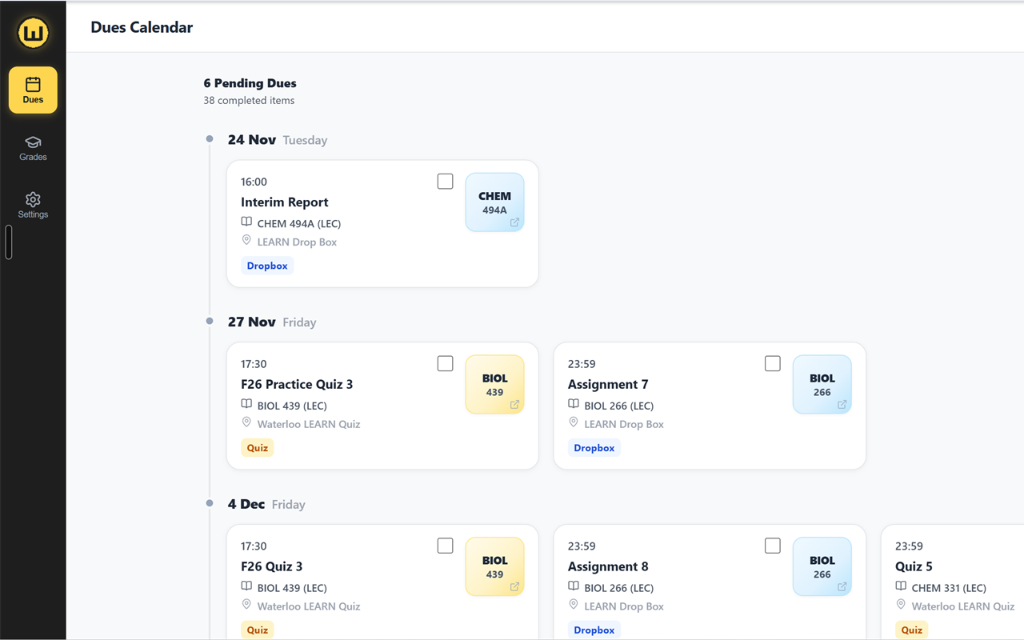 Dues Calendar
Dues
Grades
Settings
6 Pending Dues
38 completed items
24 Nov Tuesday
16:00
Interim Report
CHEM 494A (LEC)
LEARN Drop Box
Dropbox
CHEM
494A
27 Nov Friday
17:30
F26 Practice Quiz 3
BIOL 439 (LEC)
Waterloo LEARN Quiz
Quiz
BIOL
439
23:59
Assignment 7
BIOL 266 (LEC)
LEARN Drop Box
Dropbox
BIOL
266
4 Dec Friday
17:30
F26 Quiz 3
BIOL 439 (LEC)
Waterloo LEARN Quiz
Quiz
BIOL
439
23:59
Assignment 8
BIOL 266 (LEC)
LEARN Drop Box
Dropbox
BIOL
266
23:59
Quiz 5
CHEM 331 (LEC)
Waterloo LEARN Quiz
Quiz